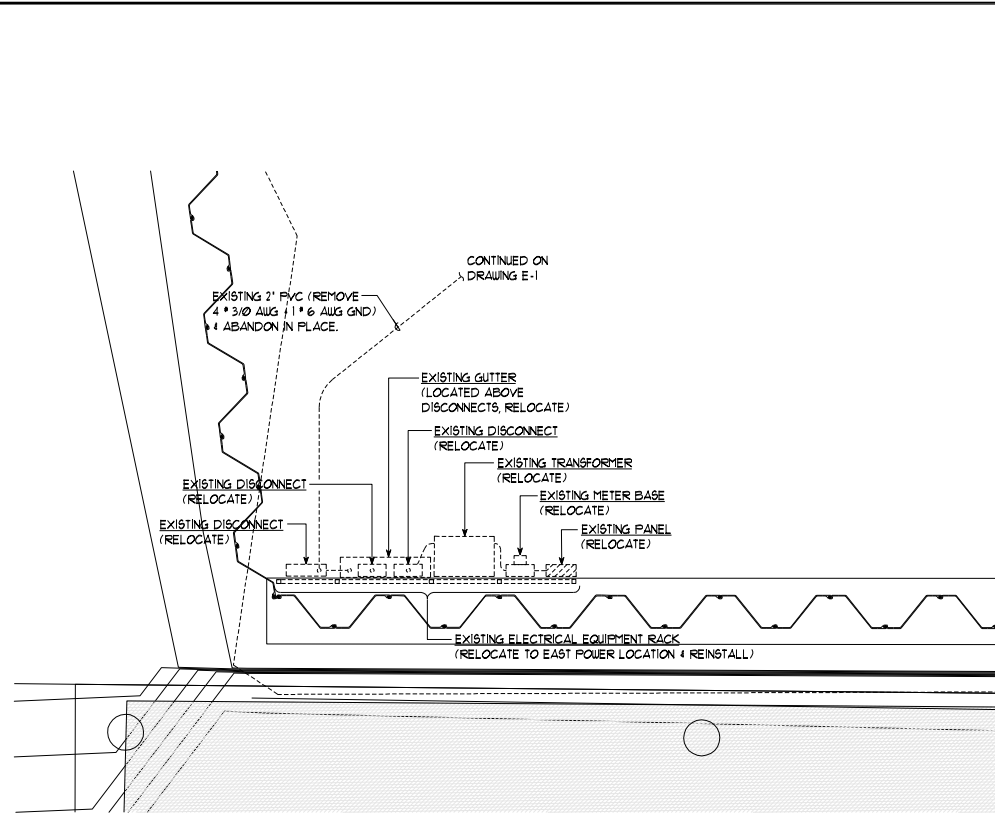 CONTINUED ON
DRAWING E-1
EXISTING 2" PVC (REMOVE
4 # 3/0 AWG + 1 # 6 AWG GND)
& ABANDON IN PLACE.
EXISTING GUTTER
(LOCATED ABOVE
DISCONNECTS, RELOCATE)
EXISTING DISCONNECT
(RELOCATE)
EXISTING TRANSFORMER
(RELOCATE)
EXISTING DISCONNECT
(RELOCATE)
EXISTING METER BASE
(RELOCATE)
EXISTING DISCONNECT
(RELOCATE)
EXISTING PANEL
(RELOCATE)
EXISTING ELECTRICAL EQUIPMENT RACK
(RELOCATE TO EAST POWER LOCATION & REINSTALL)